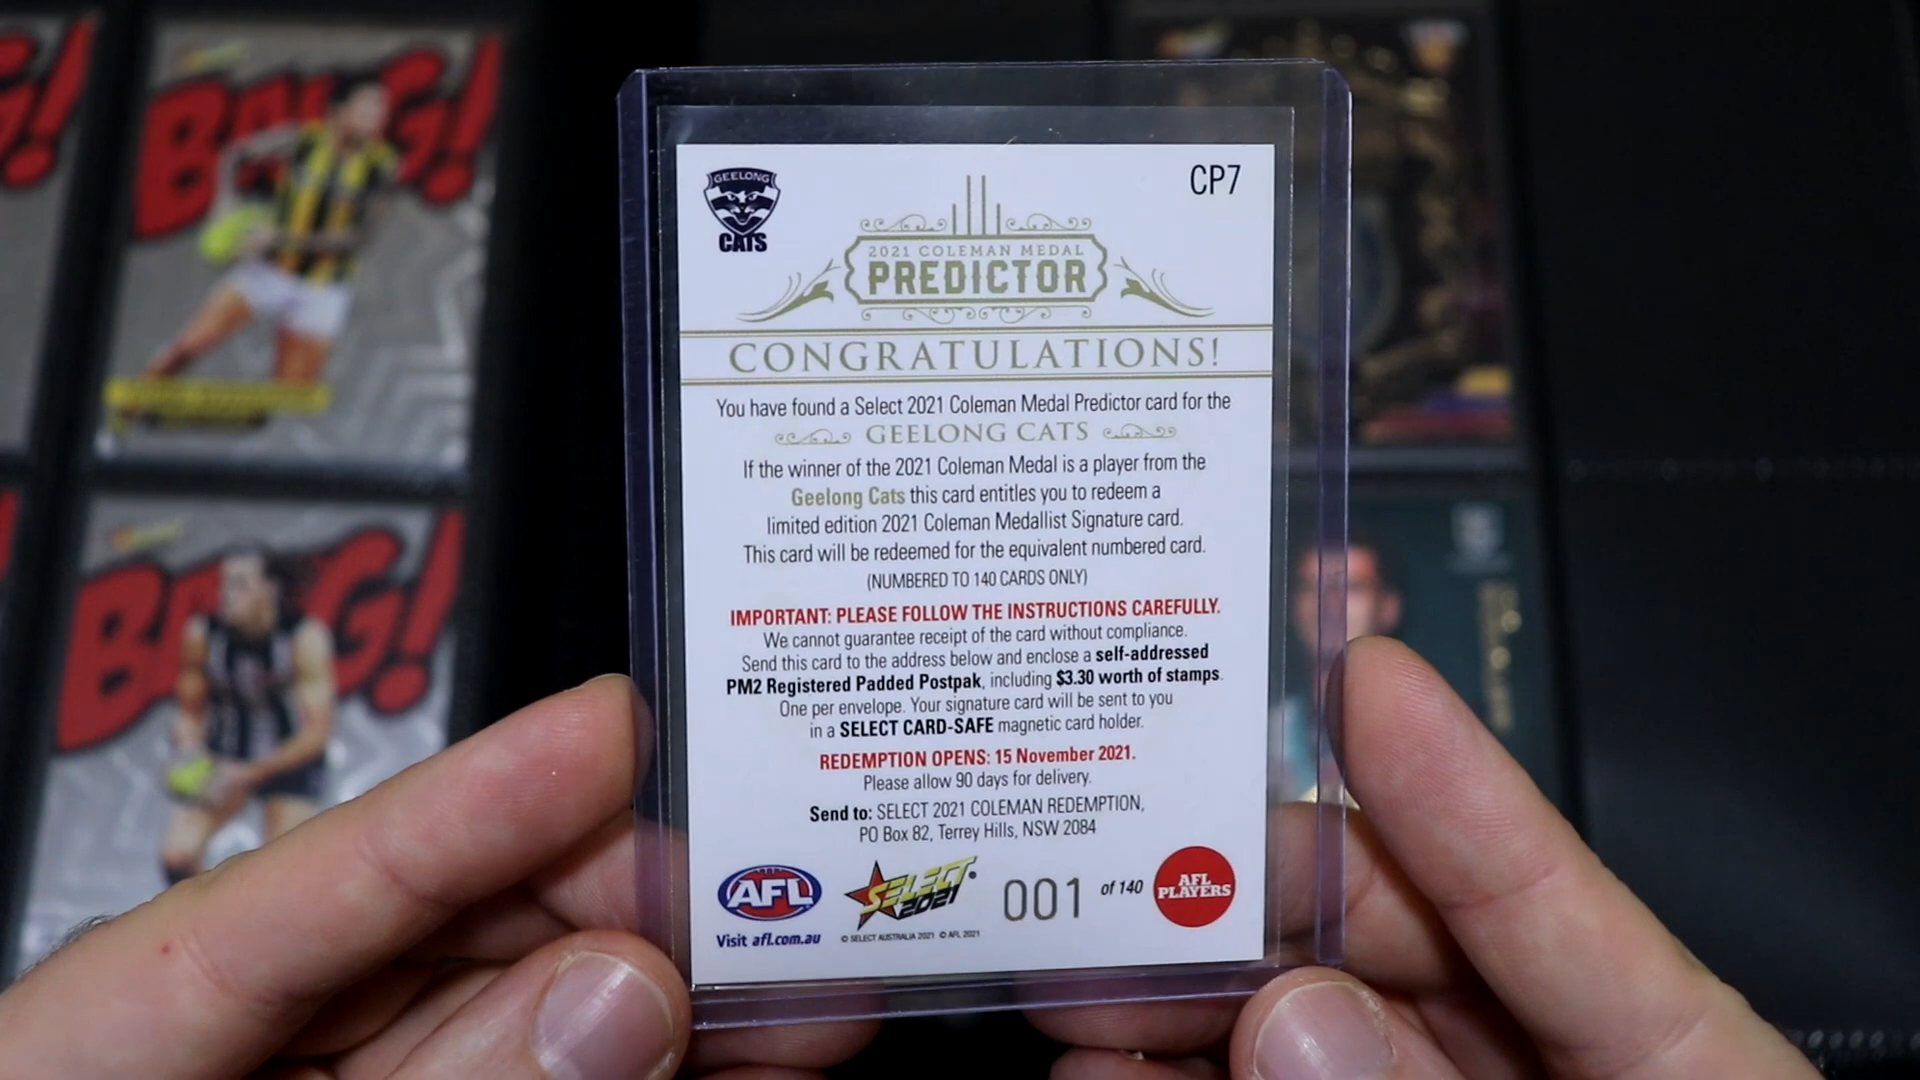 BANG!
BANG!
GEELONG
CATS
CP7
2021 COLEMAN MEDAL
PREDICTOR
CONGRATULATIONS!
You have found a Select 2021 Coleman Medal Predictor card for the
GEELONG CATS
If the winner of the 2021 Coleman Medal is a player from the
Geelong Cats this card entitles you to redeem a
limited edition 2021 Coleman Medallist Signature card.
This card will be redeemed for the equivalent numbered card.
(NUMBERED TO 140 CARDS ONLY)
IMPORTANT: PLEASE FOLLOW THE INSTRUCTIONS CAREFULLY.
We cannot guarantee receipt of the card without compliance.
Send this card to the address below and enclose a self-addressed
PM2 Registered Padded Postpak, including $3.30 worth of stamps.
One per envelope. Your signature card will be sent to you
in a SELECT CARD-SAFE magnetic card holder.
REDEMPTION OPENS: 15 November 2021.
Please allow 90 days for delivery.
Send to: SELECT 2021 COLEMAN REDEMPTION,
PO Box 82, Terrey Hills, NSW 2084
AFL
Visit afl.com.au
SELECT
2021
© SELECT AUSTRALIA 2021 © AFL 2021
001 of 140
AFL
PLAYERS